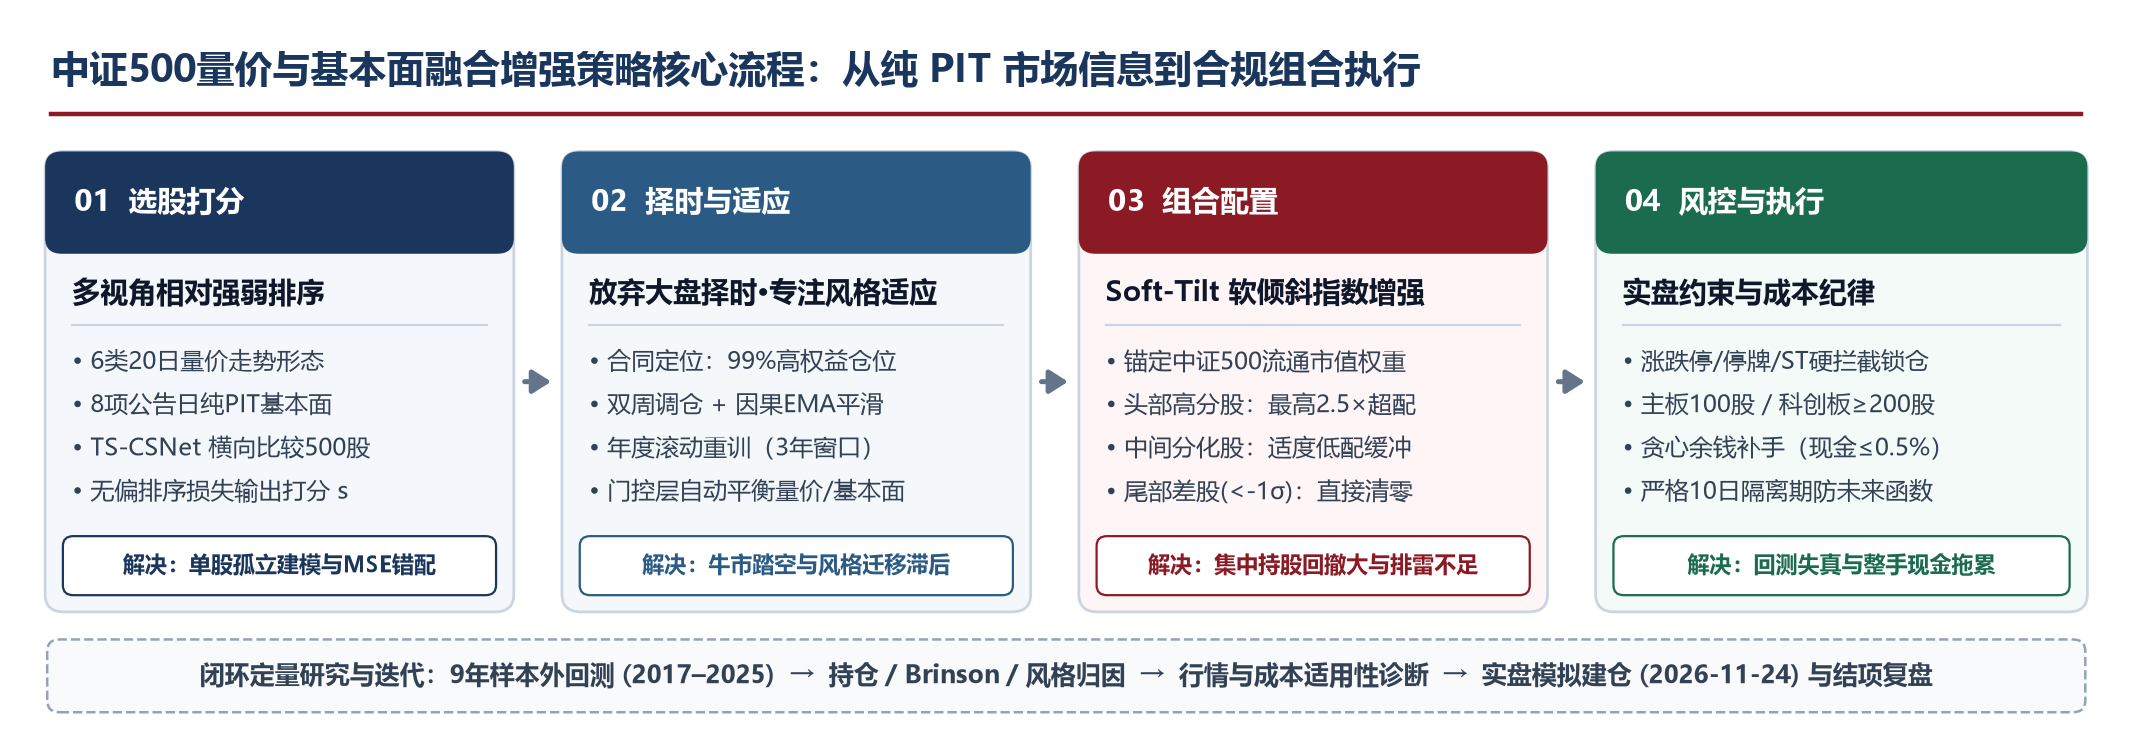 中证500量价与基本面融合增强策略核心流程：从纯 PIT 市场信息到合规组合执行
01 选股打分
多视角相对强弱排序
• 6类20日量价走势形态
• 8项公告日纯PIT基本面
• TS-CSNet 横向比较500股
• 无偏排序损失输出打分 s
解决：单股孤立建模与MSE错配
02 择时与适应
放弃大盘择时•专注风格适应
• 合同定位：99%高权益仓位
• 双周调仓 + 因果EMA平滑
• 年度滚动重训（3年窗口）
• 门控层自动平衡量价/基本面
解决：牛市踏空与风格迁移滞后
03 组合配置
Soft-Tilt 软倾斜指数增强
• 锚定中证500流通市值权重
• 头部高分股：最高2.5×超配
• 中间分化股：适度低配缓冲
• 尾部差股(<-1σ)：直接清零
解决：集中持股回撤大与排雷不足
04 风控与执行
实盘约束与成本纪律
• 涨跌停/停牌/ST硬拦截锁仓
• 主板100股 / 科创板≥200股
• 贪心余钱补手（现金≤0.5%）
• 严格10日隔离期防未来函数
解决：回测失真与整手现金拖累
闭环定量研究与迭代：9年样本外回测 (2017–2025) → 持仓 / Brinson / 风格归因 → 行情与成本适用性诊断 → 实盘模拟建仓 (2026-11-24) 与结项复盘